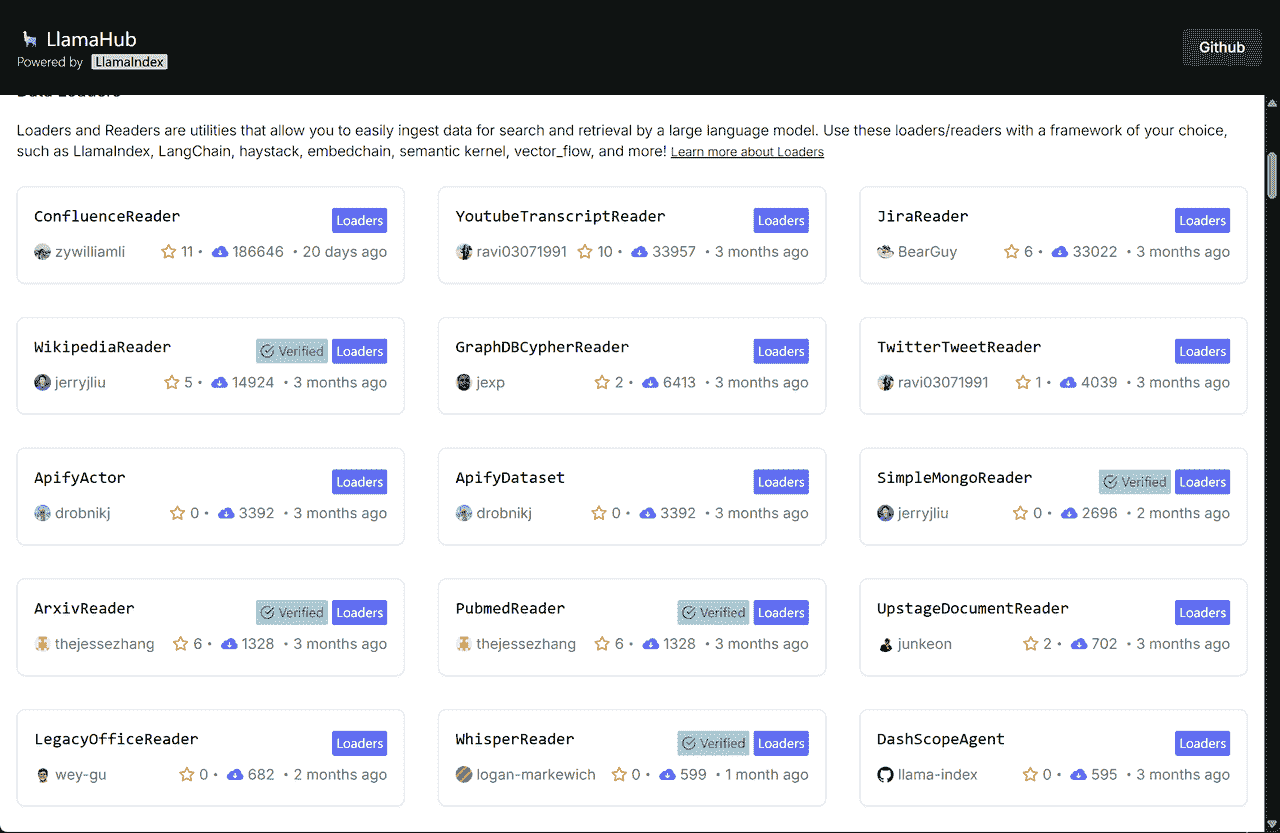 LlamaHub
Powered by LlamaIndex
Github
Data Loaders
Loaders and Readers are utilities that allow you to easily ingest data for search and retrieval by a large language model. Use these loaders/readers with a framework of your choice,
such as LlamaIndex, LangChain, haystack, embedchain, semantic kernel, vector_flow, and more! Learn more about Loaders
ConfluenceReader Loaders
zywilliamli 11 • 186646 • 20 days ago
YoutubeTranscriptReader Loaders
ravi03071991 10 • 33957 • 3 months ago
JiraReader Loaders
BearGuy 6 • 33022 • 3 months ago
WikipediaReader Verified Loaders
jerryjliu 5 • 14924 • 3 months ago
GraphDBCypherReader Loaders
jexp 2 • 6413 • 3 months ago
TwitterTweetReader Loaders
ravi03071991 1 • 4039 • 3 months ago
ApifyActor Loaders
drobnikj 0 • 3392 • 3 months ago
ApifyDataset Loaders
drobnikj 0 • 3392 • 3 months ago
SimpleMongoReader Verified Loaders
jerryjliu 0 • 2696 • 2 months ago
ArxivReader Verified Loaders
thejessezhang 6 • 1328 • 3 months ago
PubmedReader Verified Loaders
thejessezhang 6 • 1328 • 3 months ago
UpstageDocumentReader Loaders
junkeon 2 • 702 • 3 months ago
LegacyOfficeReader Loaders
wey-gu 0 • 682 • 2 months ago
WhisperReader Verified Loaders
logan-markewich 0 • 599 • 1 month ago
DashScopeAgent Loaders
llama-index 0 • 595 • 3 months ago